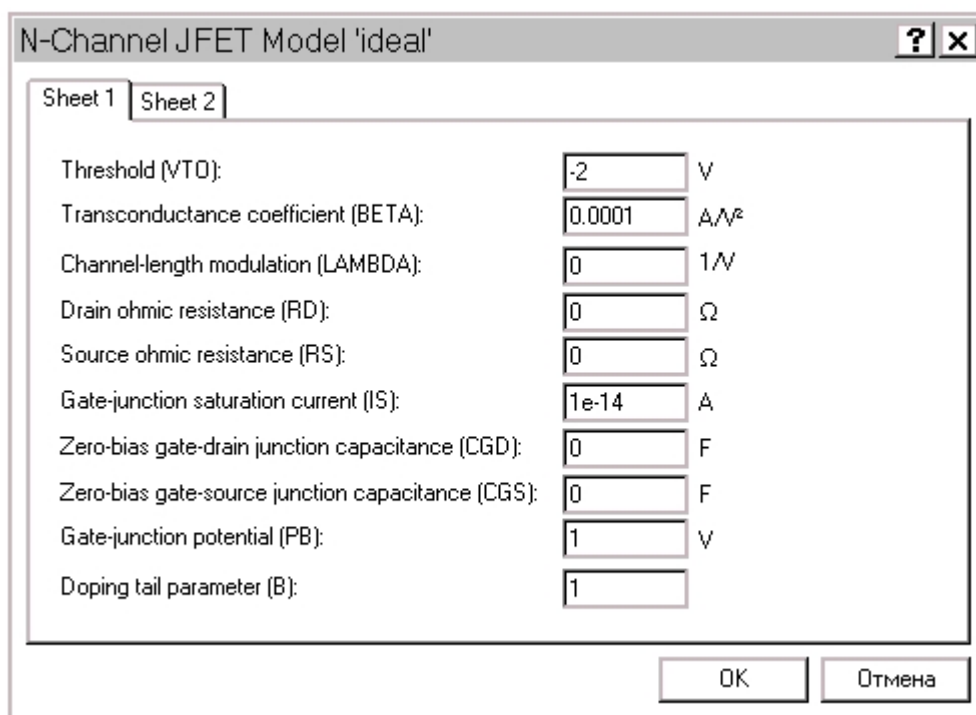 N-Channel JFET Model 'ideal' ? x
Sheet 1 Sheet 2
Threshold (VTO): -2 V
Transconductance coefficient (BETA): 0.0001 A/V²
Channel-length modulation (LAMBDA): 0 1/V
Drain ohmic resistance (RD): 0 Ω
Source ohmic resistance (RS): 0 Ω
Gate-junction saturation current (IS): 1e-14 A
Zero-bias gate-drain junction capacitance (CGD): 0 F
Zero-bias gate-source junction capacitance (CGS): 0 F
Gate-junction potential (PB): 1 V
Doping tail parameter (B): 1
OK Отмена